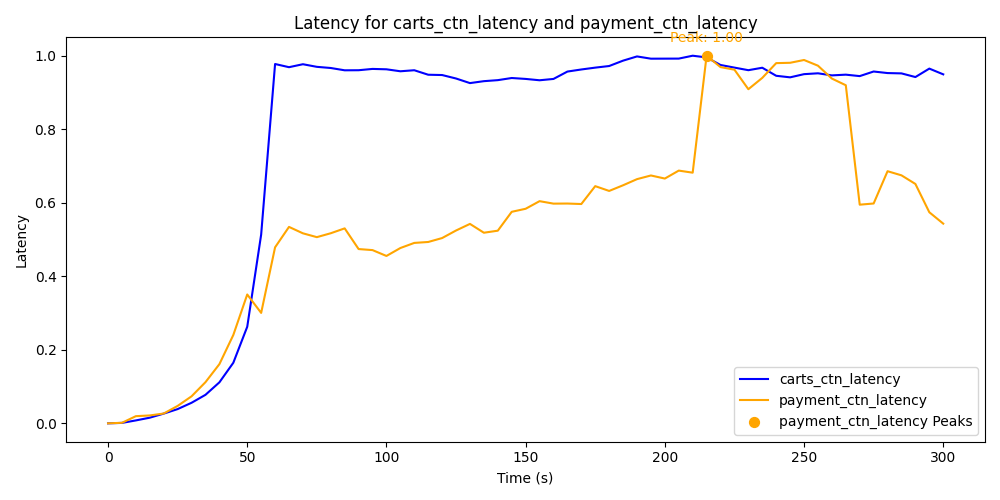 Latency for carts_ctn_latency and payment_ctn_latency
Peak: 1.00
1.0
0.8
0.6
0.4
0.2
0.0
Latency
0 50 100 150 200 250 300
Time (s)
carts_ctn_latency
payment_ctn_latency
payment_ctn_latency Peaks